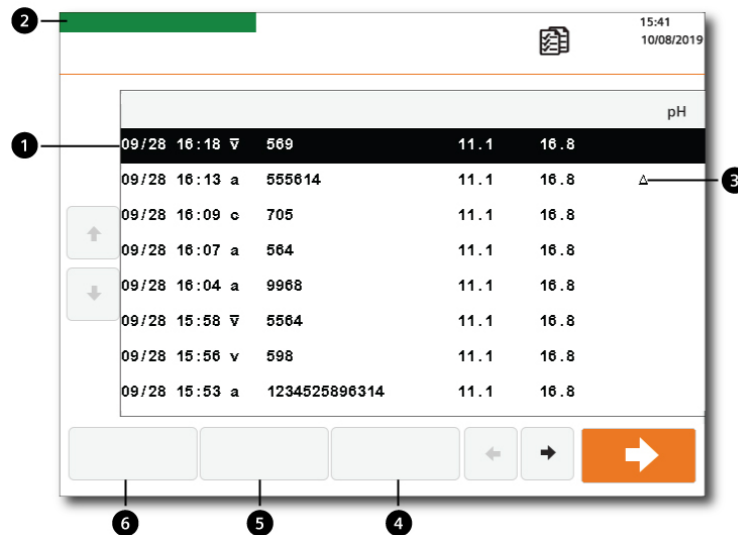 2
15:41
10/08/2019
pH
1
09/28 16:18 v̅ 569 11.1 16.8
09/28 16:13 a 555614 11.1 16.8 Δ
3
09/28 16:09 c 705 11.1 16.8
09/28 16:07 a 564 11.1 16.8
09/28 16:04 a 9968 11.1 16.8
09/28 15:58 v̅ 5564 11.1 16.8
09/28 15:56 v 598 11.1 16.8
09/28 15:53 a 1234525896314 11.1 16.8
6 5 4